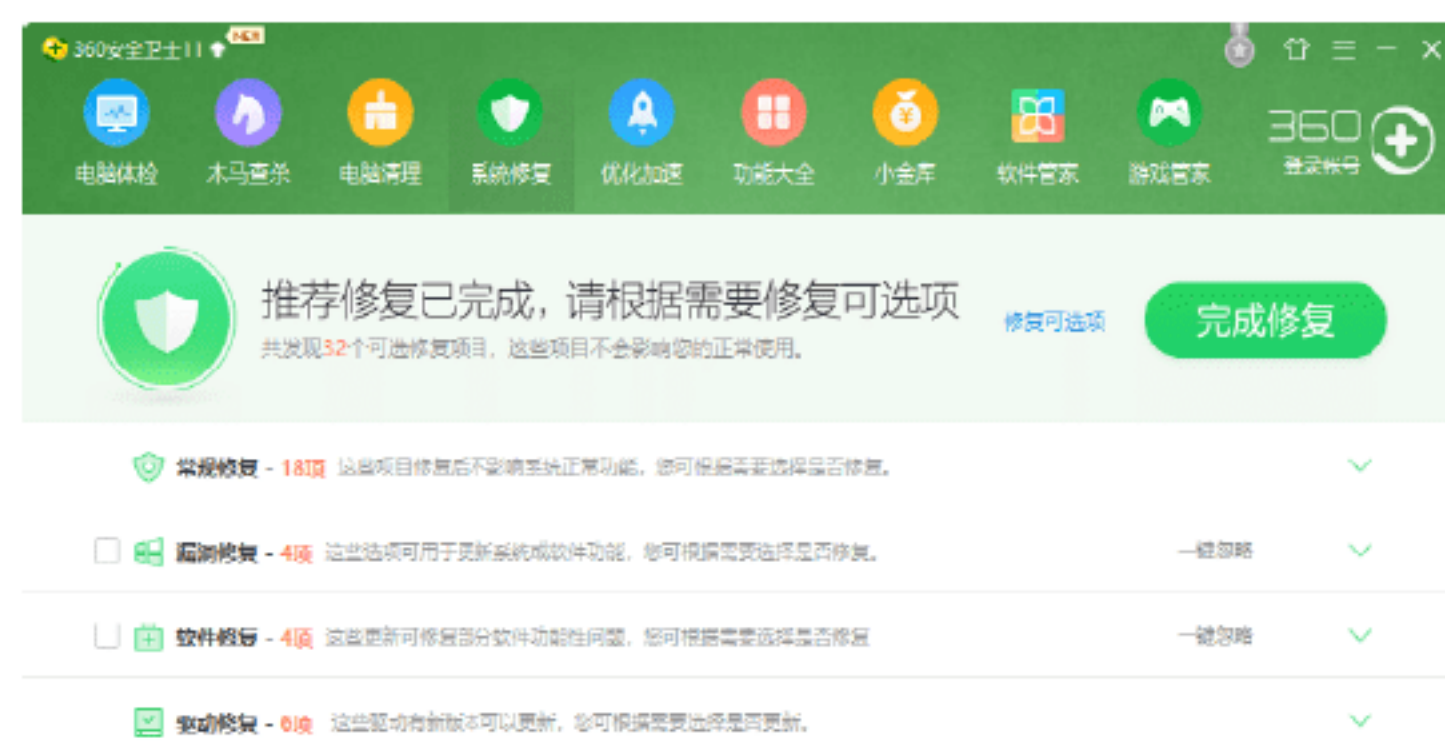 360安全卫士11
NEW
电脑体检 木马查杀 电脑清理 系统修复 优化加速 功能大全 小金库 软件管家 游戏管家
360
登录帐号
推荐修复已完成，请根据需要修复可选项
共发现32个可选修复项目，这些项目不会影响您的正常使用。
修复可选项
完成修复
常规修复 - 18项 这些项目修复后不影响系统正常功能，您可根据需要选择是否修复。
漏洞修复 - 4项 这些选项可用于更新系统或软件功能，您可根据需要选择是否修复。 一键忽略
软件修复 - 4项 这些更新可修复部分软件功能性问题，您可根据需要选择是否修复 一键忽略
驱动修复 - 6项 这些驱动有新版本可以更新，您可根据需要选择是否更新。